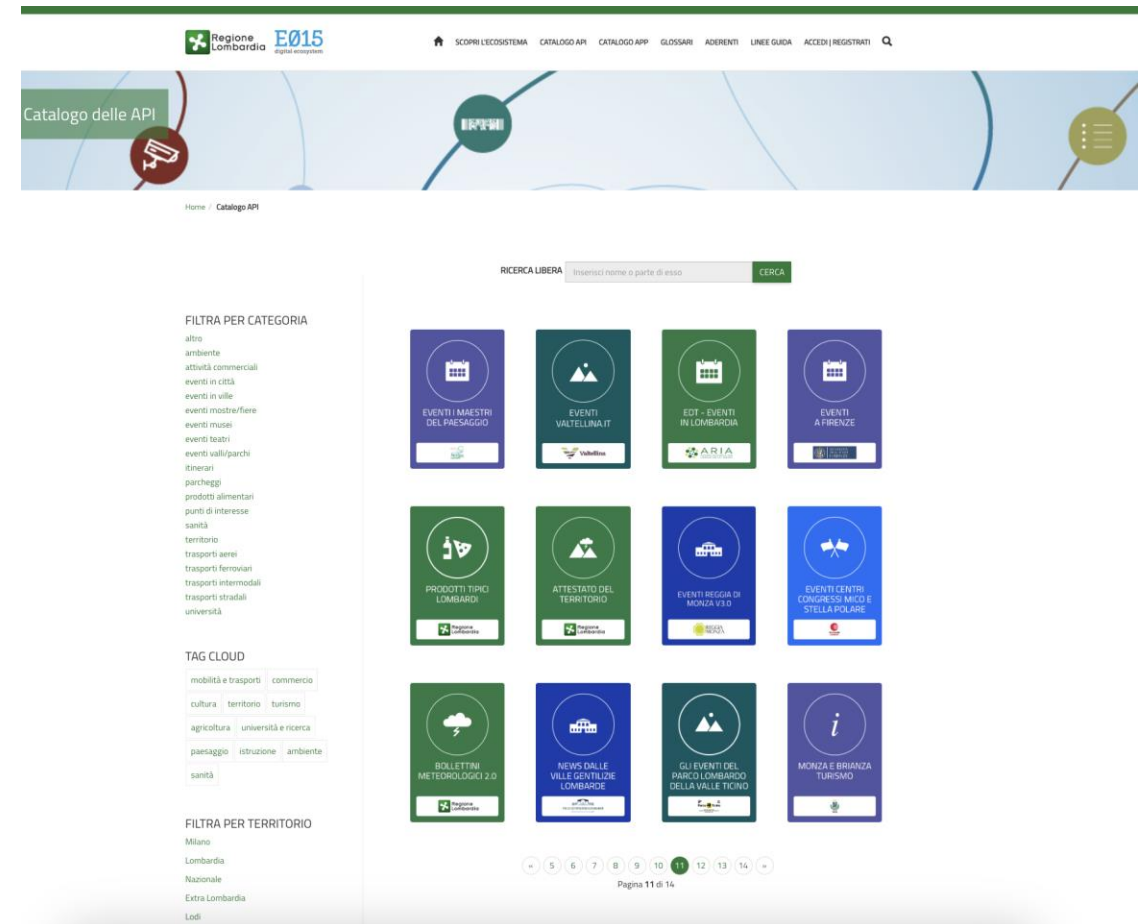 Regione
Lombardia
E015
digital ecosystem
SCOPRI L'ECOSISTEMA CATALOGO API CATALOGO APP GLOSSARI ADERENTI LINEE GUIDA ACCEDI | REGISTRATI
Catalogo delle API
Home / Catalogo API
RICERCA LIBERA Inserisci nome o parte di esso CERCA
FILTRA PER CATEGORIA
altro
ambiente
attività commerciali
eventi in città
eventi in ville
eventi mostre/fiere
eventi musei
eventi teatri
eventi valli/parchi
itinerari
parcheggi
prodotti alimentari
punti di interesse
sanità
territorio
trasporti aerei
trasporti ferroviari
trasporti intermodali
trasporti stradali
università
TAG CLOUD
mobilità e trasporti commercio
cultura territorio turismo
agricoltura università e ricerca
paesaggio istruzione ambiente
sanità
FILTRA PER TERRITORIO
Milano
Lombardia
Nazionale
Extra Lombardia
Lodi
EVENTI I MAESTRI
DEL PAESAGGIO
EVENTI
VALTELLINA.IT
Valtellina
EDT - EVENTI
IN LOMBARDIA
ARIA
EVENTI
A FIRENZE
PRODOTTI TIPICI
LOMBARDI
Regione
Lombardia
ATTESTATO DEL
TERRITORIO
Regione
Lombardia
EVENTI REGGIA DI
MONZA V3.0
REGGIA
MONZA
EVENTI CENTRI
CONGRESSI MICO E
STELLA POLARE
BOLLETTINI
METEOROLOGICI 2.0
Regione
Lombardia
NEWS DALLE
VILLE GENTILIZIE
LOMBARDE
GLI EVENTI DEL
PARCO LOMBARDO
DELLA VALLE TICINO
i
MONZA E BRIANZA
TURISMO
« 5 6 7 8 9 10 11 12 13 14 »
Pagina 11 di 14